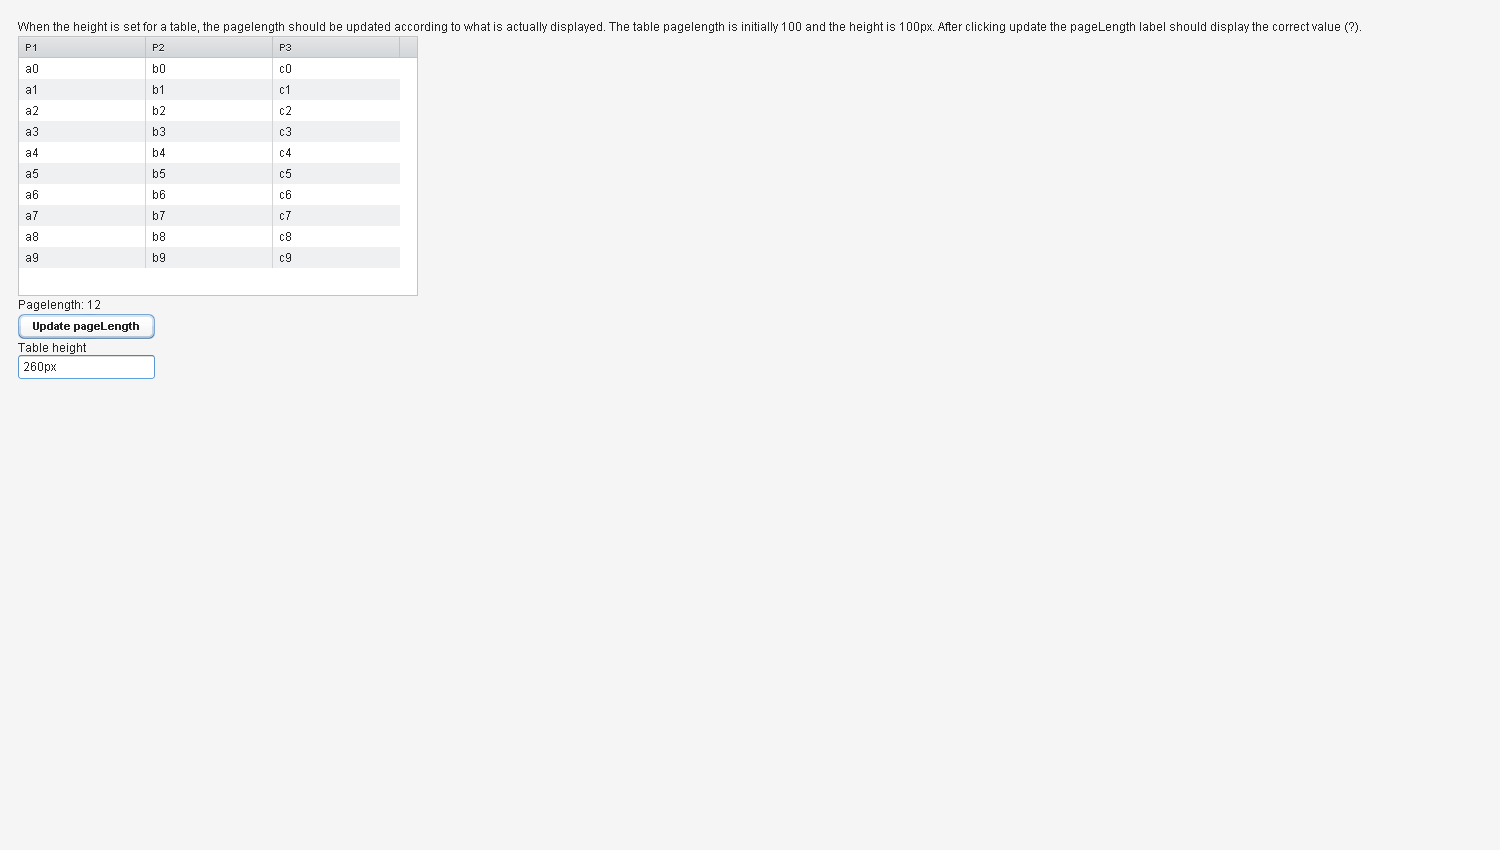 When the height is set for a table, the pagelength should be updated according to what is actually displayed. The table pagelength is initially 100 and the height is 100px. After clicking update the pageLength label should display the correct value (?).
P1 P2 P3
a0 b0 c0
a1 b1 c1
a2 b2 c2
a3 b3 c3
a4 b4 c4
a5 b5 c5
a6 b6 c6
a7 b7 c7
a8 b8 c8
a9 b9 c9
Pagelength: 12
Update pageLength
Table height
260px